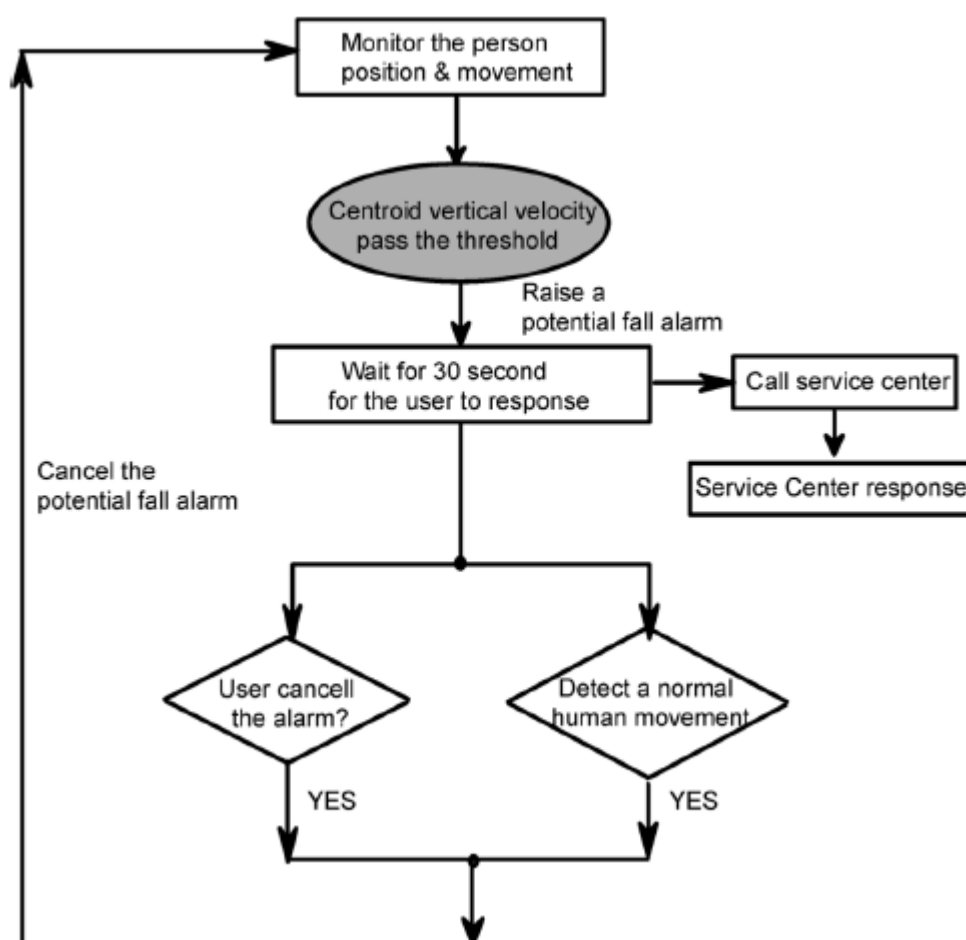 Monitor the person
position & movement
Centroid vertical velocity
pass the threshold
Raise a
potential fall alarm
Wait for 30 second
for the user to response
Call service center
Service Center response
Cancel the
potential fall alarm
User cancell
the alarm?
Detect a normal
human movement
YES
YES